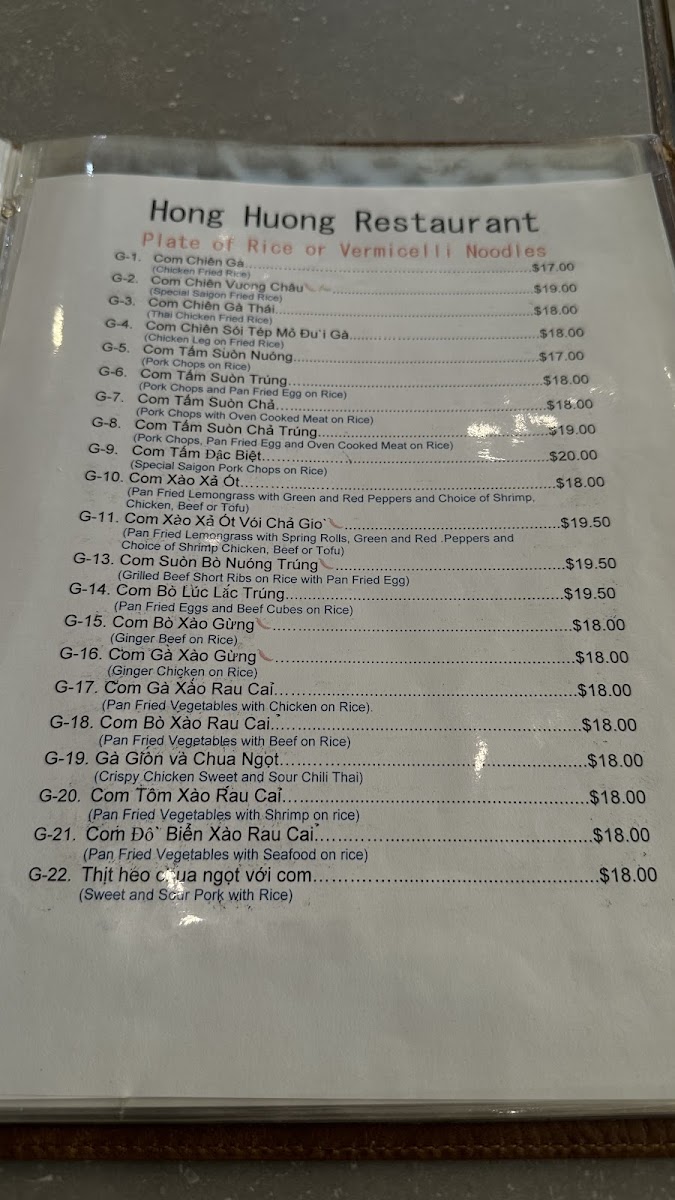 Hong Huong Restaurant
Plate of Rice or Vermicelli Noodles
G-1. Com Chiên Gà.....$17.00
(Chicken Fried Rice)
G-2. Com Chiên Vuong Châu.....$19.00
(Special Saigon Fried Rice)
G-3. Com Chiên Gà Thái.....$18.00
(Thai Chicken Fried Rice)
G-4. Com Chiên Sôi Tép Mô Đu'i Gà.....$18.00
(Chicken Leg on Fried Rice)
G-5. Com Tấm Suòn Nuông.....$17.00
(Pork Chops on Rice)
G-6. Com Tấm Suòn Trúng.....$18.00
(Pork Chops and Pan Fried Egg on Rice)
G-7. Com Tấm Suòn Chả.....$18.00
(Pork Chops with Oven Cooked Meat on Rice)
G-8. Com Tấm Suòn Chả Trúng.....$19.00
(Pork Chops, Pan Fried Egg and Oven Cooked Meat on Rice)
G-9. Com Tấm Đặc Biệt.....$20.00
(Special Saigon Pork Chops on Rice)
G-10. Com Xào Xả Ót.....$18.00
(Pan Fried Lemongrass with Green and Red Peppers and Choice of Shrimp,
Chicken, Beef or Tofu)
G-11. Com Xào Xả Ót Vói Chả Gio`.....$19.50
(Pan Fried Lemongrass with Spring Rolls, Green and Red .Peppers and
Choice of Shrimp Chicken, Beef or Tofu)
G-13. Com Suòn Bò Nuóng Trúng.....$19.50
(Grilled Beef Short Ribs on Rice with Pan Fried Egg)
G-14. Com Bò Lúc Lắc Trúng.....$19.50
(Pan Fried Eggs and Beef Cubes on Rice)
G-15. Com Bò Xào Gừng.....$18.00
(Ginger Beef on Rice)
G-16. Com Gà Xào Gừng.....$18.00
(Ginger Chicken on Rice)
G-17. Com Gà Xảo Rau Caỉ.....$18.00
(Pan Fried Vegetables with Chicken on Rice).
G-18. Com Bò Xào Rau Caỉ.....$18.00
(Pan Fried Vegetables with Beef on Rice)
G-19. Gà Giòn và Chua Ngọt.....$18.00
(Crispy Chicken Sweet and Sour Chili Thai)
G-20. Com Tôm Xào Rau Caỉ.....$18.00
(Pan Fried Vegetables with Shrimp on rice)
G-21. Com Đô` Biển Xào Rau Caỉ.....$18.00
(Pan Fried Vegetables with Seafood on rice)
G-22. Thịt heo chua ngọt với com.....$18.00
(Sweet and Sour Pork with Rice)